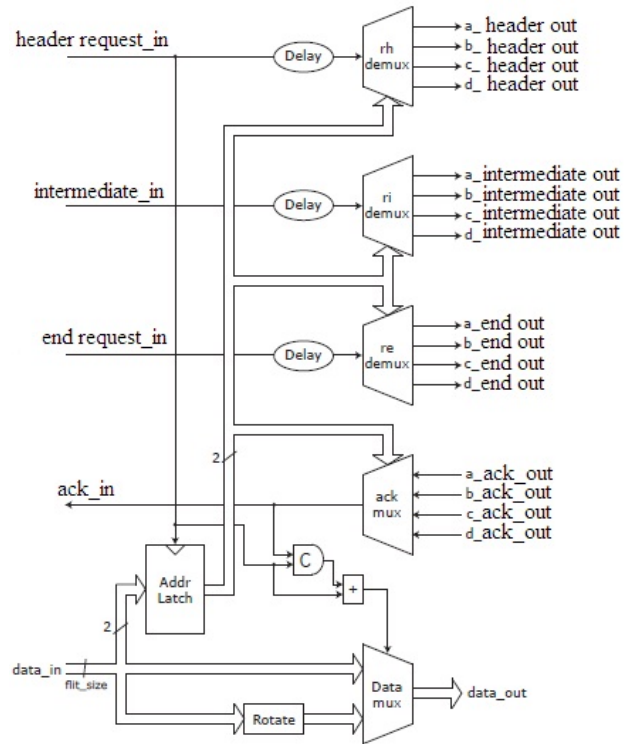 header request_in
Delay
rh
demux
a_ header out
b_ header out
c_ header out
d_ header out
intermediate_in
Delay
ri
demux
a_intermediate out
b_intermediate out
c_intermediate out
d_intermediate out
end request_in
Delay
re
demux
a_end out
b_end out
c_end out
d_end out
2
ack_in
ack
mux
a_ack_out
b_ack_out
c_ack_out
d_ack_out
Addr
Latch
C
+
2
data_in
flit_size
Rotate
Data
mux
data_out